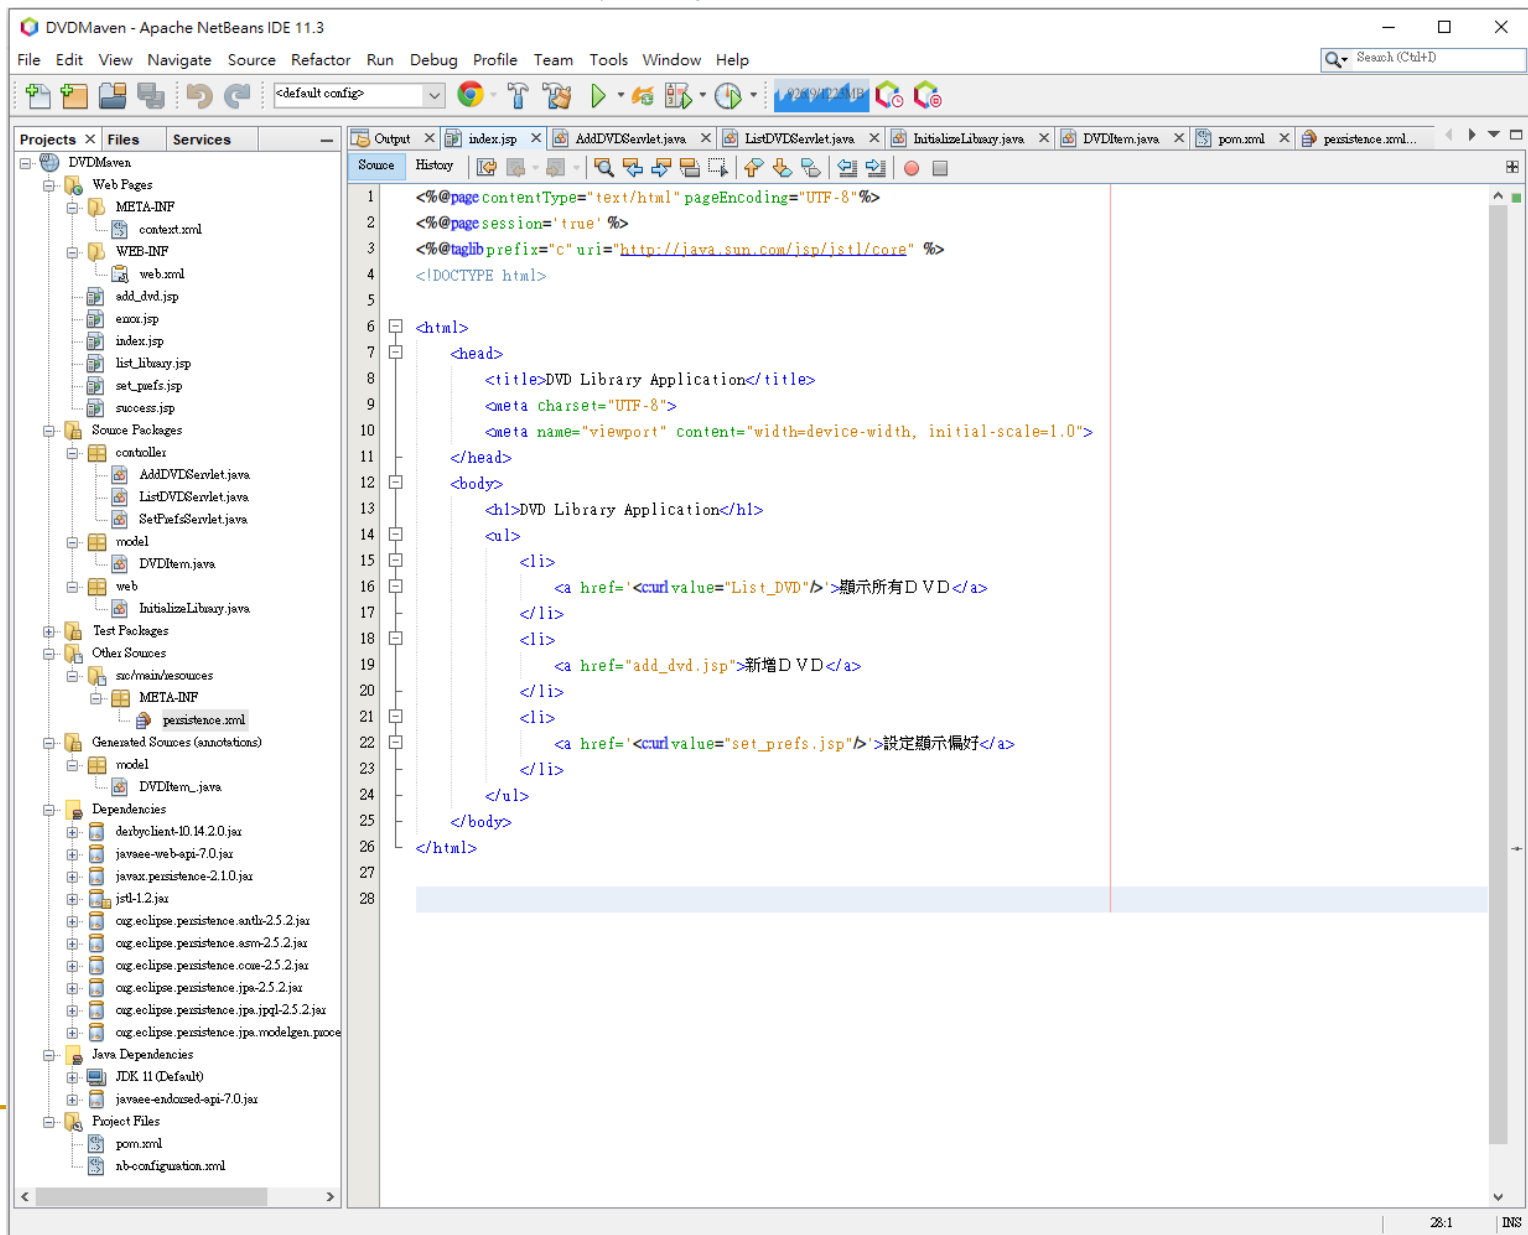 DVDMaven - Apache NetBeans IDE 11.3
File Edit View Navigate Source Refactor Run Debug Profile Team Tools Window Help
Search (Ctrl+I)
<default config>
Projects Files Services
Output index.jsp AddDVDServlet.java ListDVDServlet.java InitializeLibrary.java DVDItem.java pom.xml persistence.xml...
Source History
DVDMaven
Web Pages
META-INF
context.xml
WEB-INF
web.xml
add_dvd.jsp
error.jsp
index.jsp
list_library.jsp
set_prefs.jsp
success.jsp
Source Packages
controller
AddDVDServlet.java
ListDVDServlet.java
SetPrefsServlet.java
model
DVDItem.java
web
InitializeLibrary.java
Test Packages
Other Sources
src/main/resources
META-INF
persistence.xml
Generated Sources (annotations)
model
DVDItem_.java
Dependencies
derbyclient-10.14.2.0.jar
javaee-web-api-7.0.jar
javax.persistence-2.1.0.jar
jstl-1.2.jar
org.eclipse.persistence.antlr-2.5.2.jar
org.eclipse.persistence.asm-2.5.2.jar
org.eclipse.persistence.core-2.5.2.jar
org.eclipse.persistence.jpa-2.5.2.jar
org.eclipse.persistence.jpa.jpql-2.5.2.jar
org.eclipse.persistence.jpa.modelgen.proce
Java Dependencies
JDK 11 (Default)
javaee-endorsed-api-7.0.jar
Project Files
pom.xml
nb-configuration.xml
1 <%@page contentType="text/html" pageEncoding="UTF-8"%>
2 <%@page session='true' %>
3 <%@taglib prefix="c" uri="http://java.sun.com/jsp/jstl/core" %>
4 <!DOCTYPE html>
5
6 <html>
7 <head>
8 <title>DVD Library Application</title>
9 <meta charset="UTF-8">
10 <meta name="viewport" content="width=device-width, initial-scale=1.0">
11 </head>
12 <body>
13 <h1>DVD Library Application</h1>
14 <ul>
15 <li>
16 <a href='<c:url value="List_DVD"/>'>顯示所有ＤＶＤ</a>
17 </li>
18 <li>
19 <a href="add_dvd.jsp">新增ＤＶＤ</a>
20 </li>
21 <li>
22 <a href='<c:url value="set_prefs.jsp"/>'>設定顯示偏好</a>
23 </li>
24 </ul>
25 </body>
26 </html>
27
28
28:1 INS